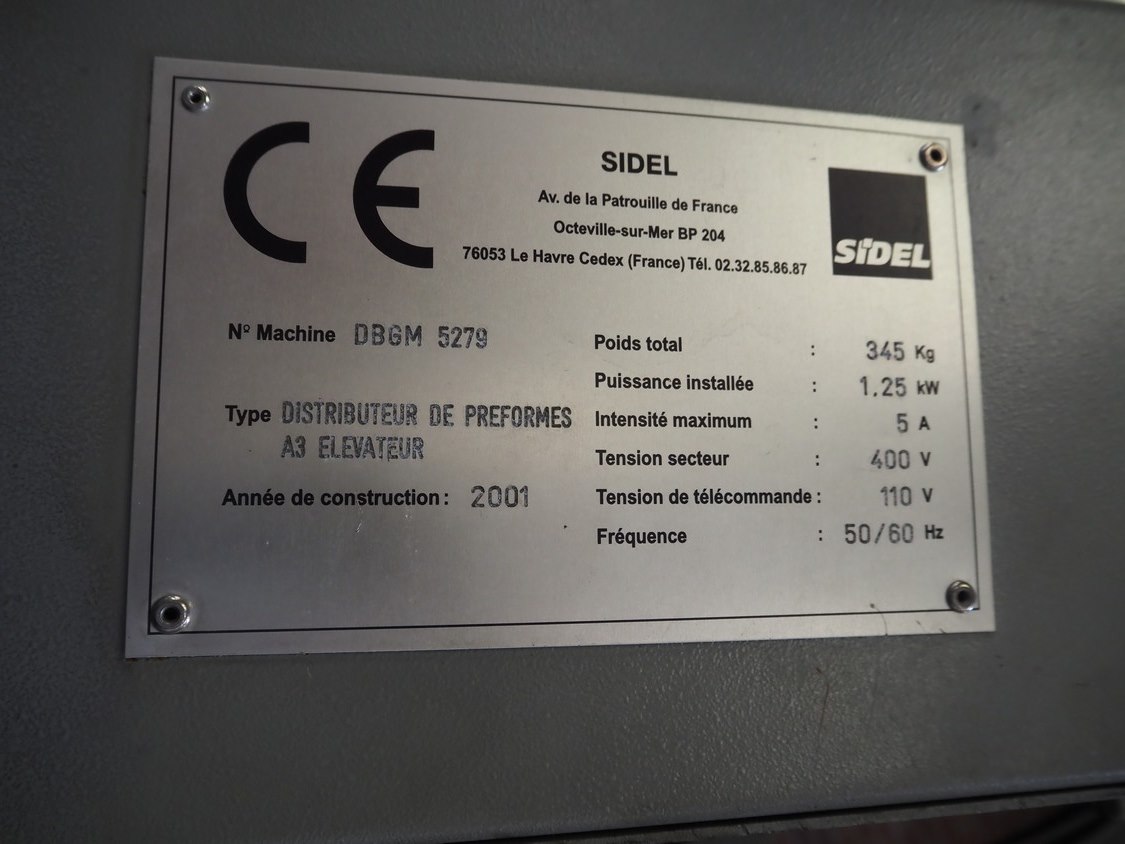 CE
SIDEL
Av. de la Patrouille de France
Octeville-sur-Mer BP 204
76053 Le Havre Cedex (France) Tél. 02.32.85.86.87
SiDEL
Nº Machine DBGM 5279
Type DISTRIBUTEUR DE PREFORMES
A3 ELEVATEUR
Année de construction : 2001
Poids total : 345 Kg
Puissance installée : 1,25 kW
Intensité maximum : 5 A
Tension secteur : 400 V
Tension de télécommande : 110 V
Fréquence : 50/60 Hz